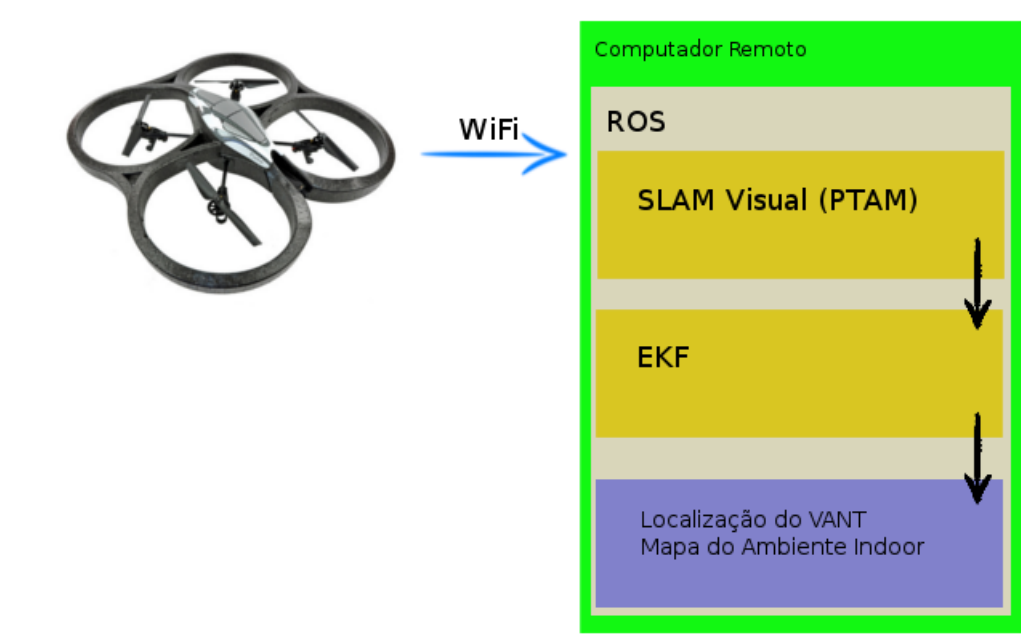 Computador Remoto
WiFi
ROS
SLAM Visual (PTAM)
EKF
Localização do VANT
Mapa do Ambiente Indoor